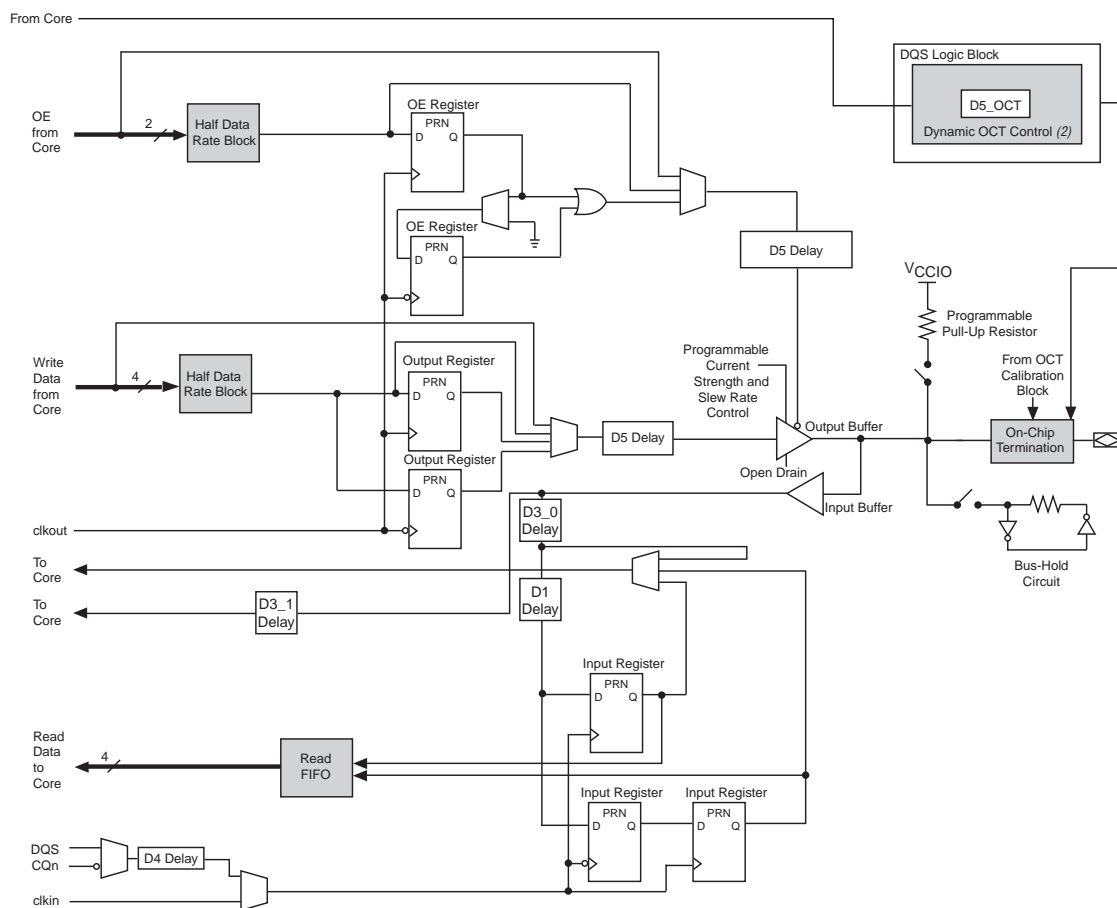 From Core
DQS Logic Block
D5_OCT
Dynamic OCT Control (2)
OE
from
Core
2
Half Data
Rate Block
OE Register
PRN
D
Q
OE Register
PRN
D
Q
D5 Delay
VCCIO
Programmable
Pull-Up Resistor
Write
Data
from
Core
4
Half Data
Rate Block
Output Register
PRN
D
Q
Output Register
PRN
D
Q
D5 Delay
Programmable
Current
Strength and
Slew Rate
Control
Output Buffer
Open Drain
Input Buffer
From OCT
Calibration
Block
On-Chip
Termination
Bus-Hold
Circuit
clkout
To
Core
To
Core
D3_0
Delay
D1
Delay
D3_1
Delay
Input Register
PRN
D
Q
Read
Data
to
Core
4
Read
FIFO
Input Register
PRN
D
Q
Input Register
PRN
D
Q
DQS
CQn
D4 Delay
clkin